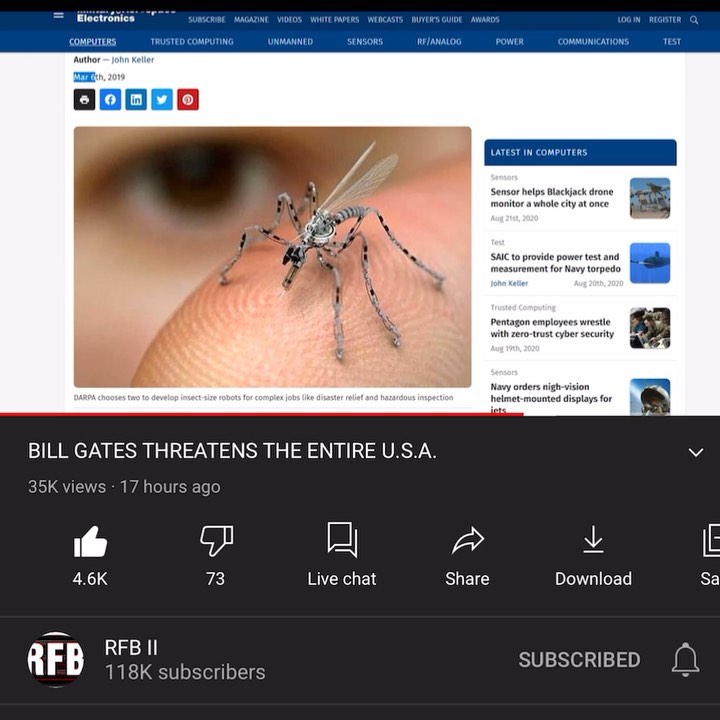 Electronics
SUBSCRIBE MAGAZINE VIDEOS WHITE PAPERS WEBCASTS BUYER'S GUIDE AWARDS
LOG IN REGISTER
COMPUTERS TRUSTED COMPUTING UNMANNED SENSORS RF/ANALOG POWER COMMUNICATIONS TEST
Author — John Keller
Mar 6th, 2019
LATEST IN COMPUTERS
Sensors
Sensor helps Blackjack drone
monitor a whole city at once
Aug 21st, 2020
Test
SAIC to provide power test and
measurement for Navy torpedo
John Keller Aug 20th, 2020
Trusted Computing
Pentagon employees wrestle
with zero-trust cyber security
Aug 19th, 2020
Sensors
Navy orders nigh-vision
helmet-mounted displays for
jets
DARPA chooses two to develop insect-size robots for complex jobs like disaster relief and hazardous inspection
BILL GATES THREATENS THE ENTIRE U.S.A.
35K views · 17 hours ago
4.6K 73 Live chat Share Download Sa
RFB
RFB II
118K subscribers
SUBSCRIBED